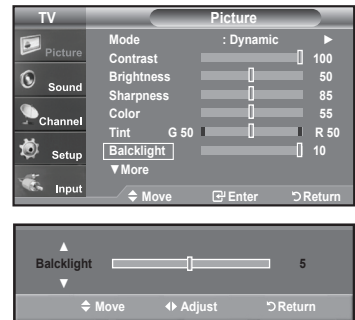 TV Picture
Picture
Sound
Channel
Setup
Input
Mode : Dynamic ►
Contrast 100
Brightness 50
Sharpness 85
Color 55
Tint G 50 R 50
Balcklight 10
▼More
Move Enter Return
▲
Balcklight 5
▼
Move Adjust Return